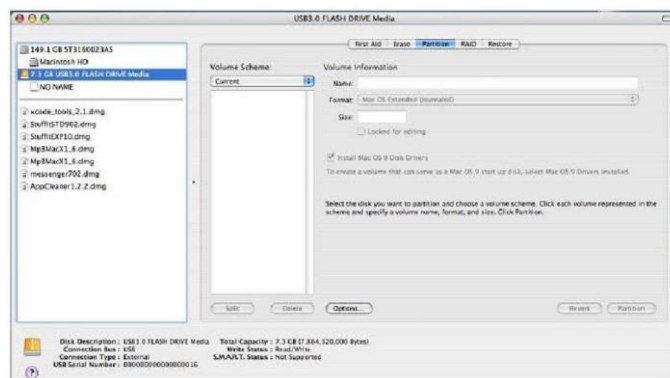 USB3.0 FLASH DRIVE Media
149.1 GB ST3160023AS
Macintosh HD
7.3 GB USB3.0 FLASH DRIVE Media
NO NAME
xcode_tools_2.1.dmg
StuffitSTD902.dmg
StuffitEXP10.dmg
Mp3MacX1_6.dmg
Mp3MacX1_6.dmg
messenger702.dmg
AppCleaner1.2.2.dmg
First Aid Erase Partition RAID Restore
Volume Scheme:
Current
Volume Information
Name:
Format: Mac OS Extended (Journaled)
Size:
Locked for editing
Install Mac OS 9 Disk Drivers
To create a volume that can serve as a Mac OS 9 start up disk, select Mac OS 9 Drivers installed.
Select the disk you want to partition and choose a volume scheme. Click each volume represented in the
scheme and specify a volume name, format, and size. Click Partition.
Split Delete Options... Revert Partition
Disk Description : USB3.0 FLASH DRIVE Media Total Capacity : 7.3 GB (7,864,320,000 Bytes)
Connection Bus : USB Write Status : Read/Write
Connection Type : External S.M.A.R.T. Status : Not Supported
USB Serial Number : 00000000000000016
?